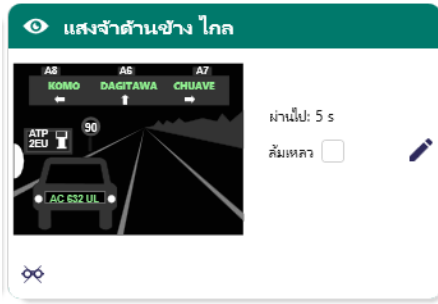 แสงจ้าด้านข้าง ไกล
A8 A6 A7
KOMO DAGITAWA CHUAVE
90
ATP
2EU
AC 632 UL
ผ่านไป: 5 s
ล้มเหลว